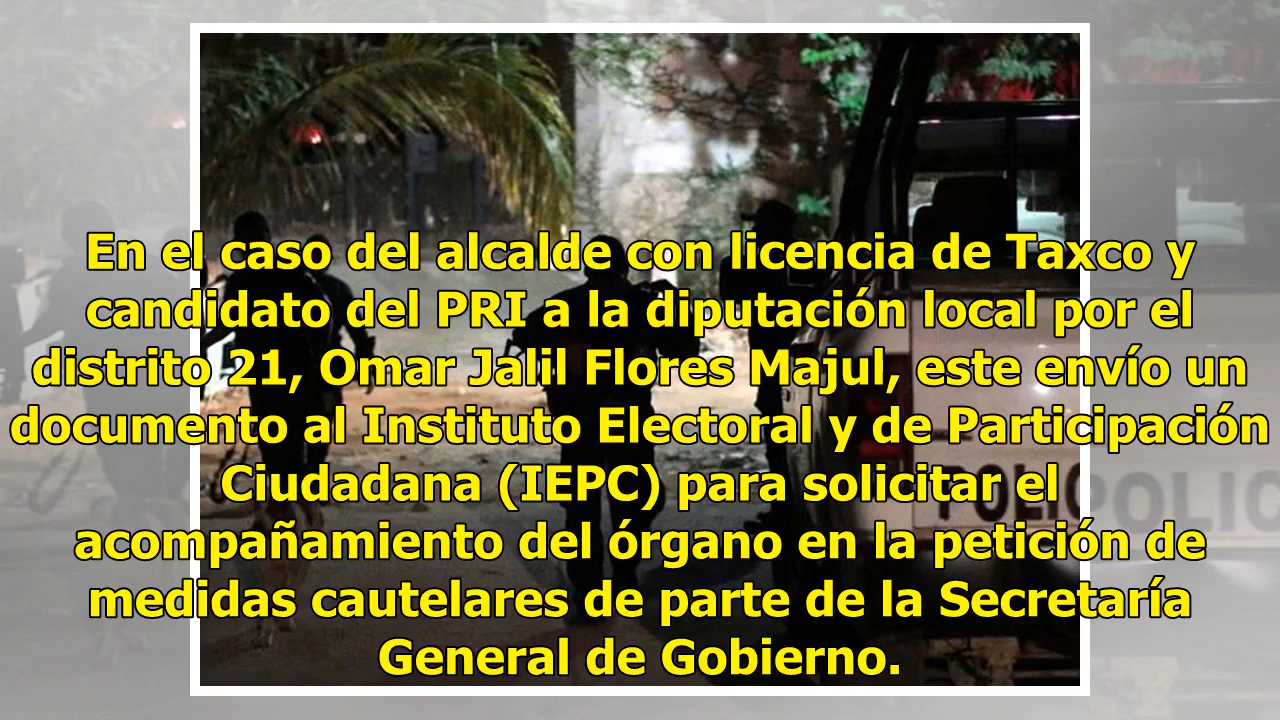 En el caso del alcalde con licencia de Taxco y
candidato del PRI a la diputación local por el
distrito 21, Omar Jalil Flores Majul, este envío un
documento al Instituto Electoral y de Participación
Ciudadana (IEPC) para solicitar el
acompañamiento del órgano en la petición de
medidas cautelares de parte de la Secretaría
General de Gobierno.
POLI
POLIC